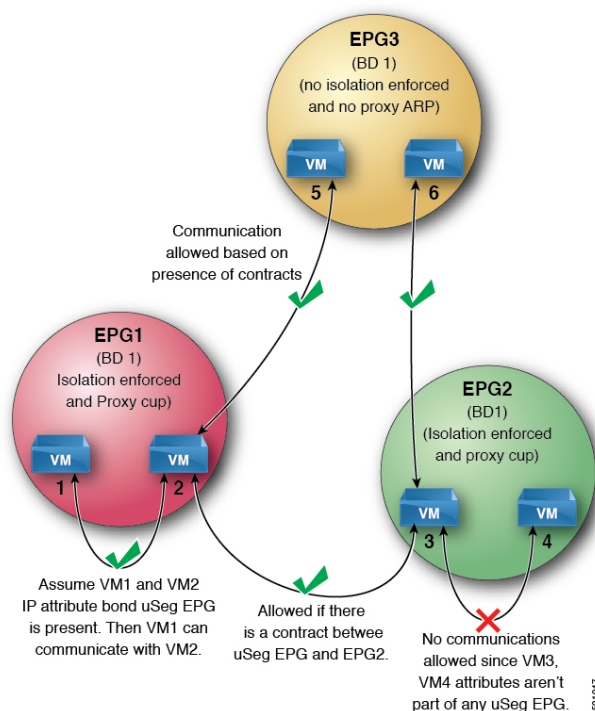 EPG3
(BD 1)
(no isolation enforced
and no proxy ARP)
VM
VM
5
6
Communication
allowed based on
presence of contracts
EPG1
(BD 1)
Isolation enforced
and Proxy cup)
VM
VM
1
2
EPG2
(BD1)
(Isolation enforced
and proxy cup)
VM
VM
3
4
Assume VM1 and VM2
IP attribute bond uSeg EPG
is present. Then VM1 can
communicate with VM2.
Allowed if there
is a contract betwee
uSeg EPG and EPG2.
No communications
allowed since VM3,
VM4 attributes aren't
part of any uSeg EPG.